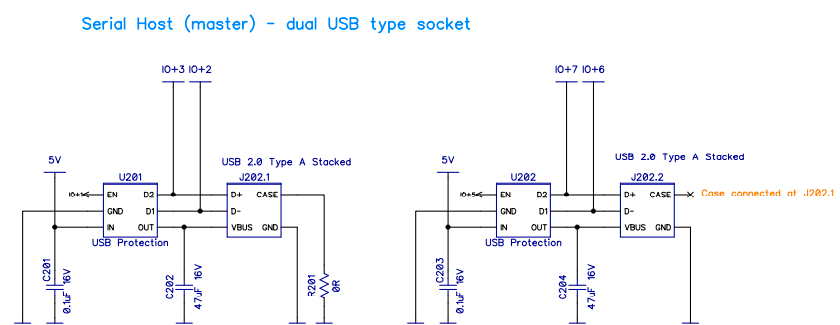 Serial Host (master) - dual USB type socket
IO+3 IO+2
IO+7 IO+6
USB 2.0 Type A Stacked
USB 2.0 Type A Stacked
5V
U201
J202.1
5V
U202
J202.2
IO+1
EN
D2
D+
CASE
IO+5
EN
D2
D+
CASE
Case connected at J202.1
GND
D1
D-
GND
D1
D-
IN
OUT
VBUS
GND
IN
OUT
VBUS
GND
USB Protection
USB Protection
C201
0.1uF 16V
C202
47uF 16V
R201
0R
C203
0.1uF 16V
C204
47uF 16V